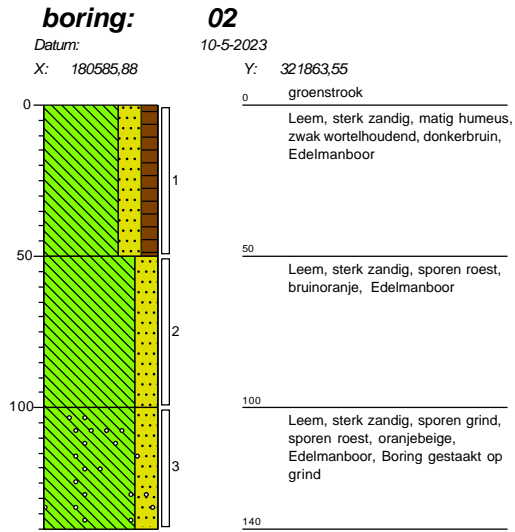 boring: 02
Datum: 10-5-2023
X: 180585,88 Y: 321863,55
0
0 groenstrook
Leem, sterk zandig, matig humeus,
zwak wortelhoudend, donkerbruin,
Edelmanboor
1
50
50
Leem, sterk zandig, sporen roest,
bruinoranje, Edelmanboor
2
100
100
Leem, sterk zandig, sporen grind,
sporen roest, oranjebeige,
Edelmanboor, Boring gestaakt op
grind
3
140